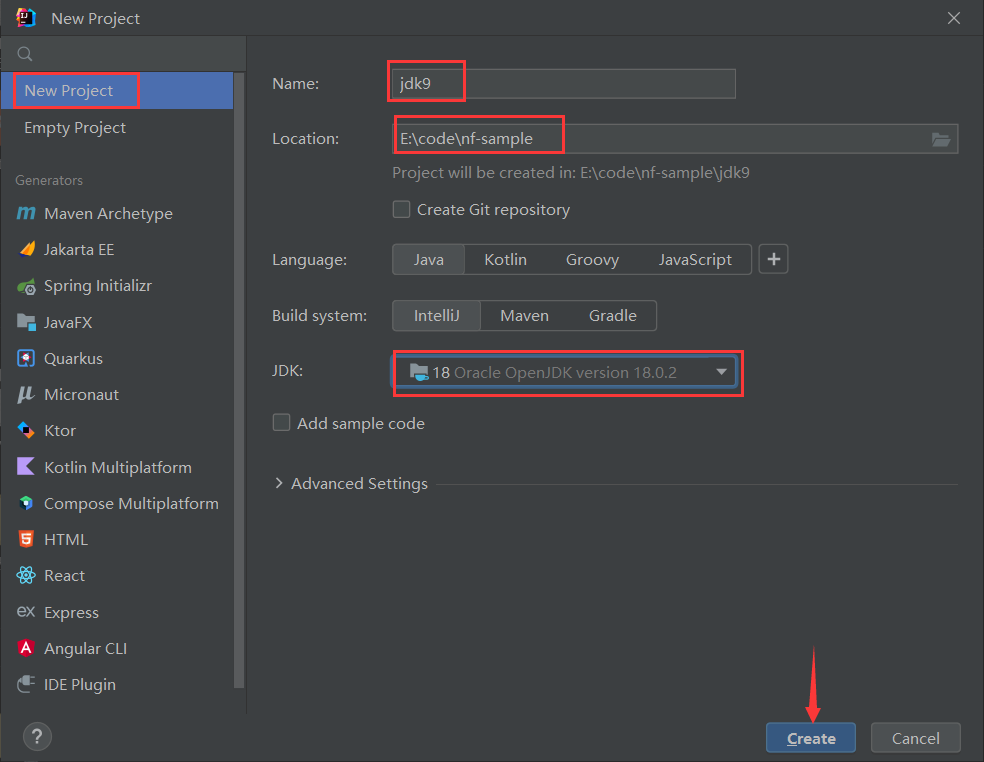 New Project
New Project
Empty Project
Generators
Maven Archetype
Jakarta EE
Spring Initializr
JavaFX
Quarkus
Micronaut
Ktor
Kotlin Multiplatform
Compose Multiplatform
HTML
React
ex Express
Angular CLI
IDE Plugin
?
Name: jdk9
Location: E:\code\nf-sample
Project will be created in: E:\code\nf-sample\jdk9
Create Git repository
Language: Java Kotlin Groovy JavaScript +
Build system: IntelliJ Maven Gradle
JDK: 18 Oracle OpenJDK version 18.0.2
Add sample code
Advanced Settings
Create Cancel